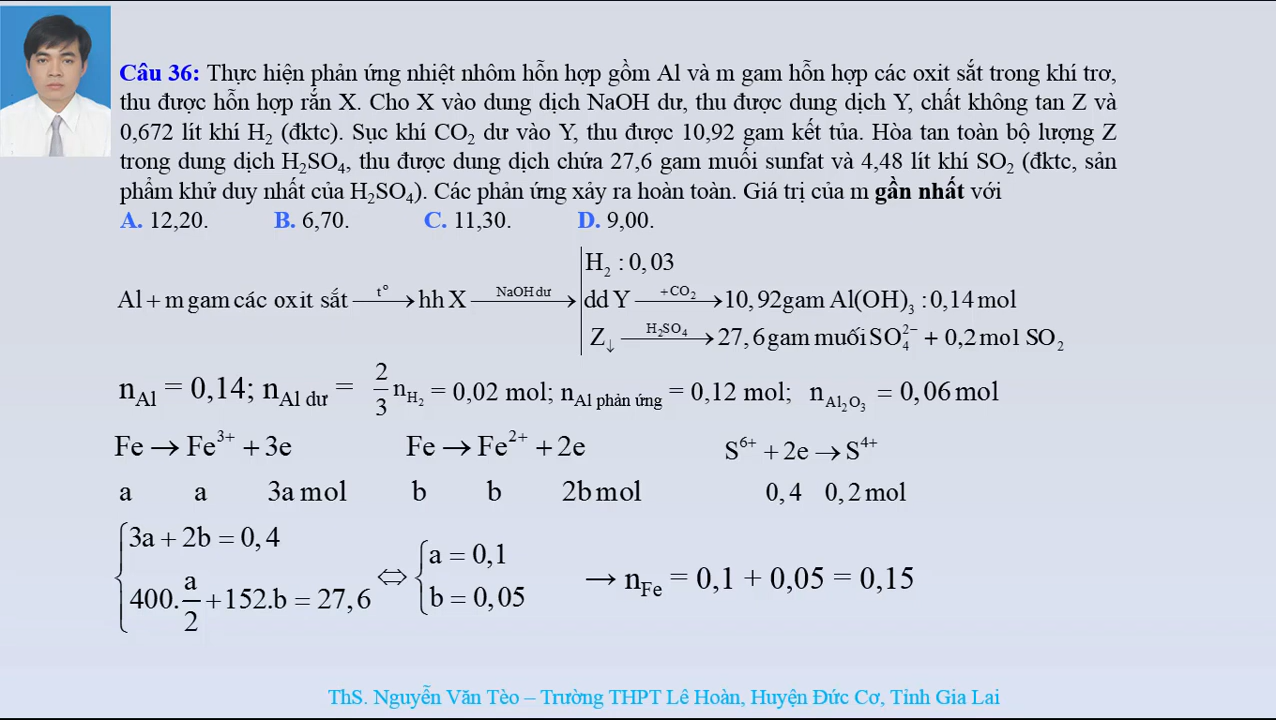 Câu 36: Thực hiện phản ứng nhiệt nhôm hỗn hợp gồm Al và m gam hỗn hợp các oxit sắt trong khí trơ,
thu được hỗn hợp rắn X. Cho X vào dung dịch NaOH dư, thu được dung dịch Y, chất không tan Z và
0,672 lít khí H₂ (đktc). Sục khí CO₂ dư vào Y, thu được 10,92 gam kết tủa. Hòa tan toàn bộ lượng Z
trong dung dịch H₂SO₄, thu được dung dịch chứa 27,6 gam muối sunfat và 4,48 lít khí SO₂ (đktc, sản
phẩm khử duy nhất của H₂SO₄). Các phản ứng xảy ra hoàn toàn. Giá trị của m gần nhất với
A. 12,20. B. 6,70. C. 11,30. D. 9,00.
H₂ : 0,03
Al + m gam các oxit sắt —t°→ hh X —NaOH dư→ dd Y —+CO₂→ 10,92gam Al(OH)₃ : 0,14 mol
Z↓ —H₂SO₄→ 27,6 gam muối SO₄²⁻ + 0,2 mol SO₂
n_Al = 0,14; n_Al dư = 2/3 n_H₂ = 0,02 mol; n_Al phản ứng = 0,12 mol; n_Al₂O₃ = 0,06 mol
Fe → Fe³⁺ + 3e Fe → Fe²⁺ + 2e S⁶⁺ + 2e → S⁴⁺
a a 3a mol b b 2b mol 0,4 0,2 mol
{ 3a + 2b = 0,4
400. a/2 + 152.b = 27,6 ⇔ { a = 0,1
b = 0,05 → n_Fe = 0,1 + 0,05 = 0,15
ThS. Nguyễn Văn Tèo – Trường THPT Lê Hoàn, Huyện Đức Cơ, Tỉnh Gia Lai